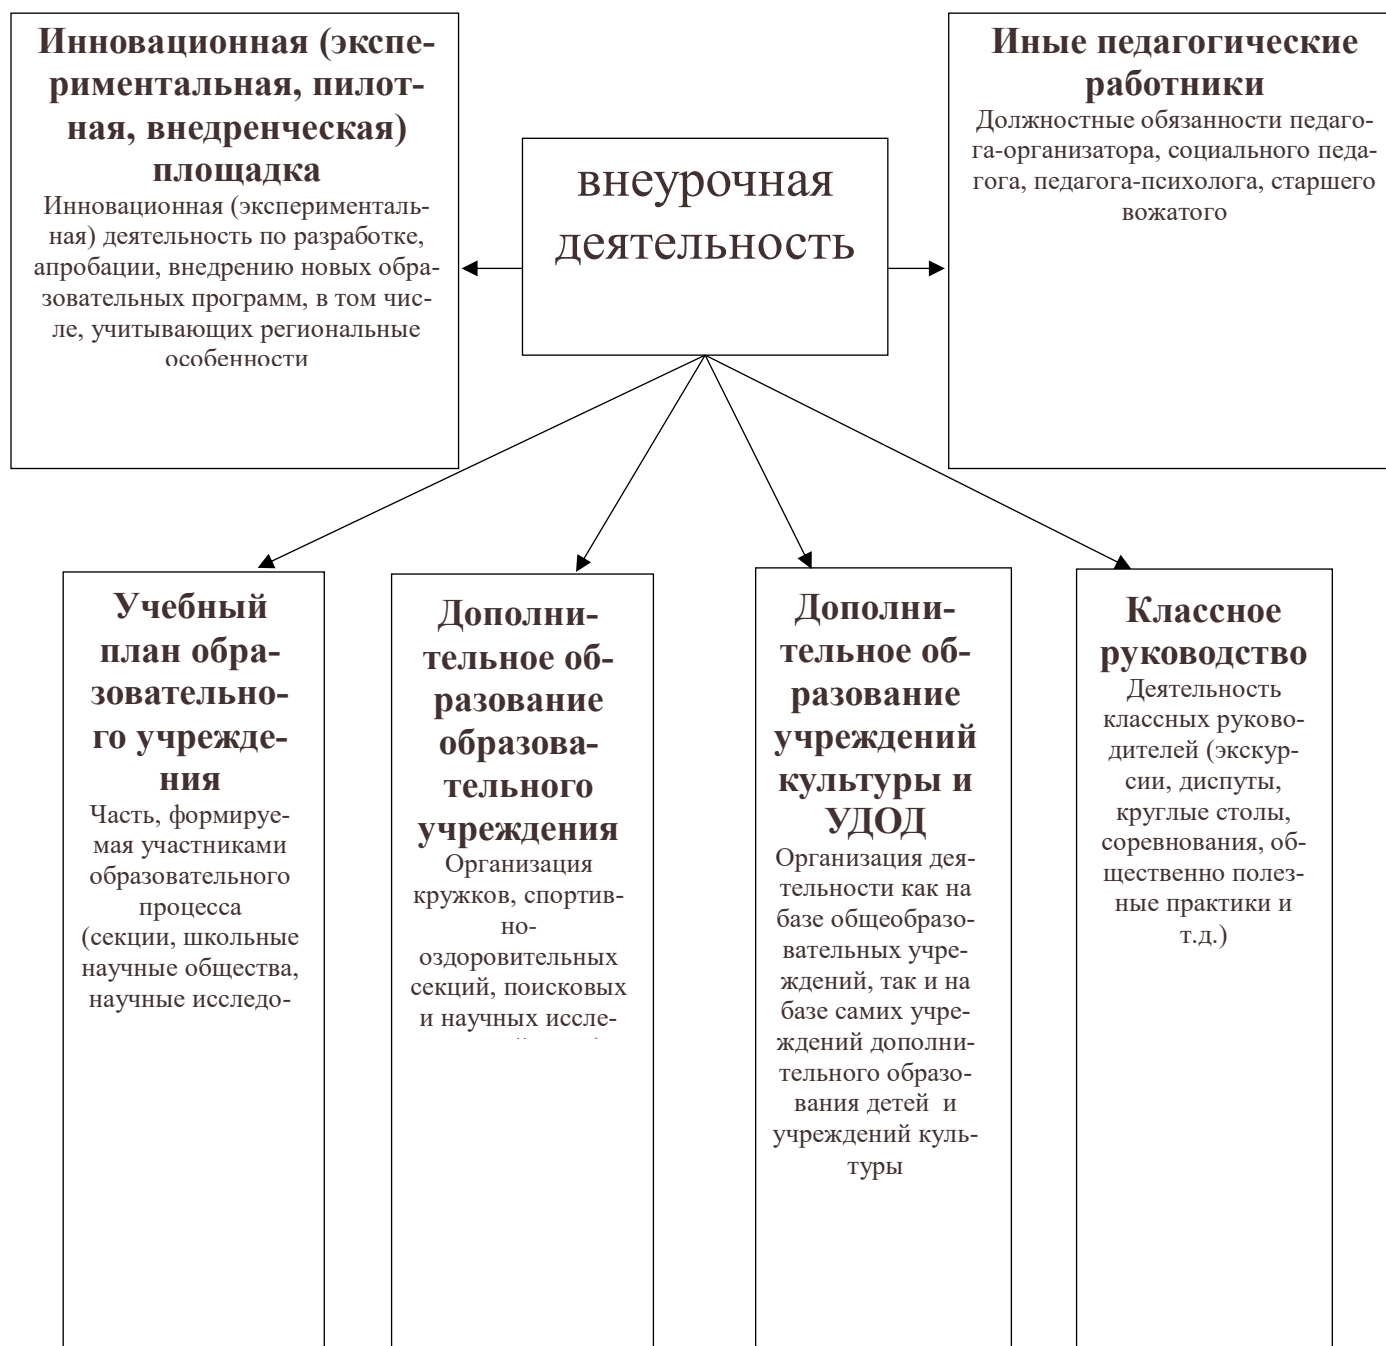 Инновационная (экспе-
риментальная, пилот-
ная, внедренческая)
площадка
Инновационная (эксперименталь-
ная) деятельность по разработке,
апробации, внедрению новых обра-
зовательных программ, в том чис-
ле, учитывающих региональные
особенности
внеурочная
деятельность
Иные педагогические
работники
Должностные обязанности педаго-
га-организатора, социального педа-
гога, педагога-психолога, старшего
вожатого
Учебный
план обра-
зовательно-
го учрежде-
ния
Часть, формируе-
мая участниками
образовательного
процесса
(секции, школьные
научные общества,
научные исследо-
Дополни-
тельное об-
разование
образова-
тельного
учреждения
Организация
кружков, спортив-
но-
оздоровительных
секций, поисковых
и научных иссле-
Дополни-
тельное об-
разование
учреждений
культуры и
УДОД
Организация дея-
тельности как на
базе общеобразо-
вательных учре-
ждений, так и на
базе самих учре-
ждений дополни-
тельного образо-
вания детей  и
учреждений куль-
туры
Классное
руководство
Деятельность
классных руково-
дителей (экскур-
сии, диспуты,
круглые столы,
соревнования, об-
щественно полез-
ные практики и
т.д.)